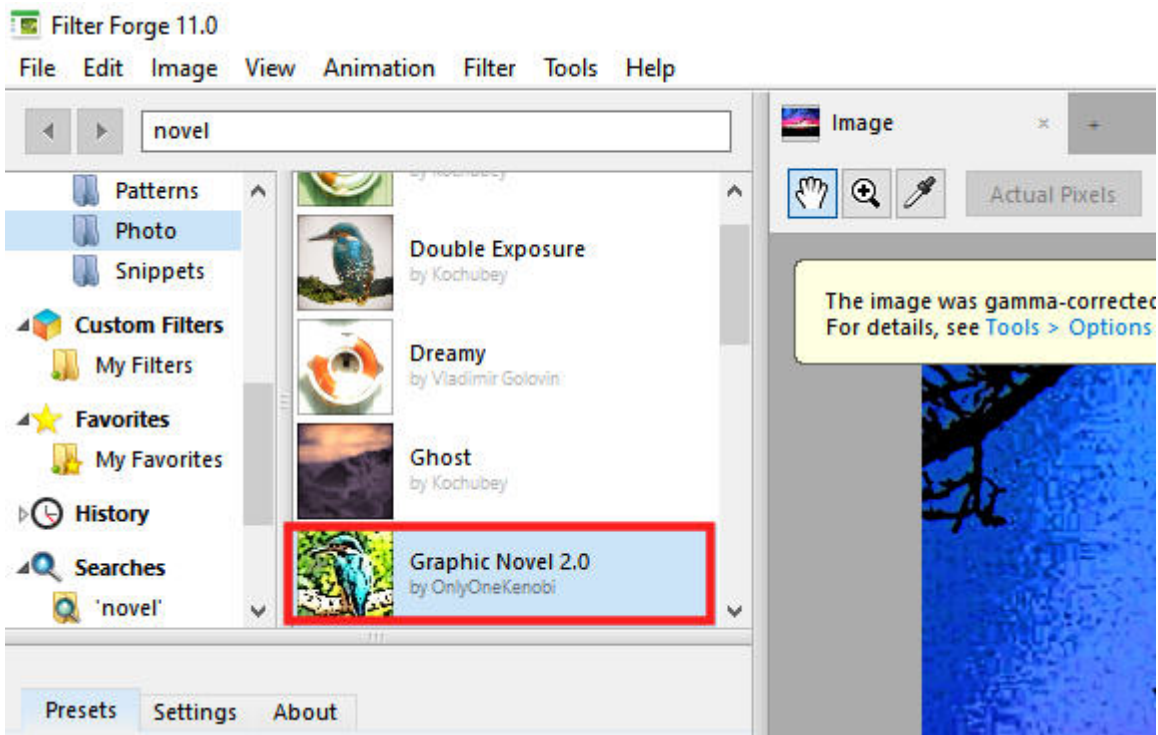 Filter Forge 11.0
File Edit Image View Animation Filter Tools Help
novel
Patterns
Photo
Snippets
Custom Filters
My Filters
Favorites
My Favorites
History
Searches
'novel'
by Kochubey
Double Exposure
by Kochubey
Dreamy
by Vladimir Golovin
Ghost
by Kochubey
Graphic Novel 2.0
by OnlyOneKenobi
Presets Settings About
Image
Actual Pixels
The image was gamma-corrected
For details, see Tools > Options